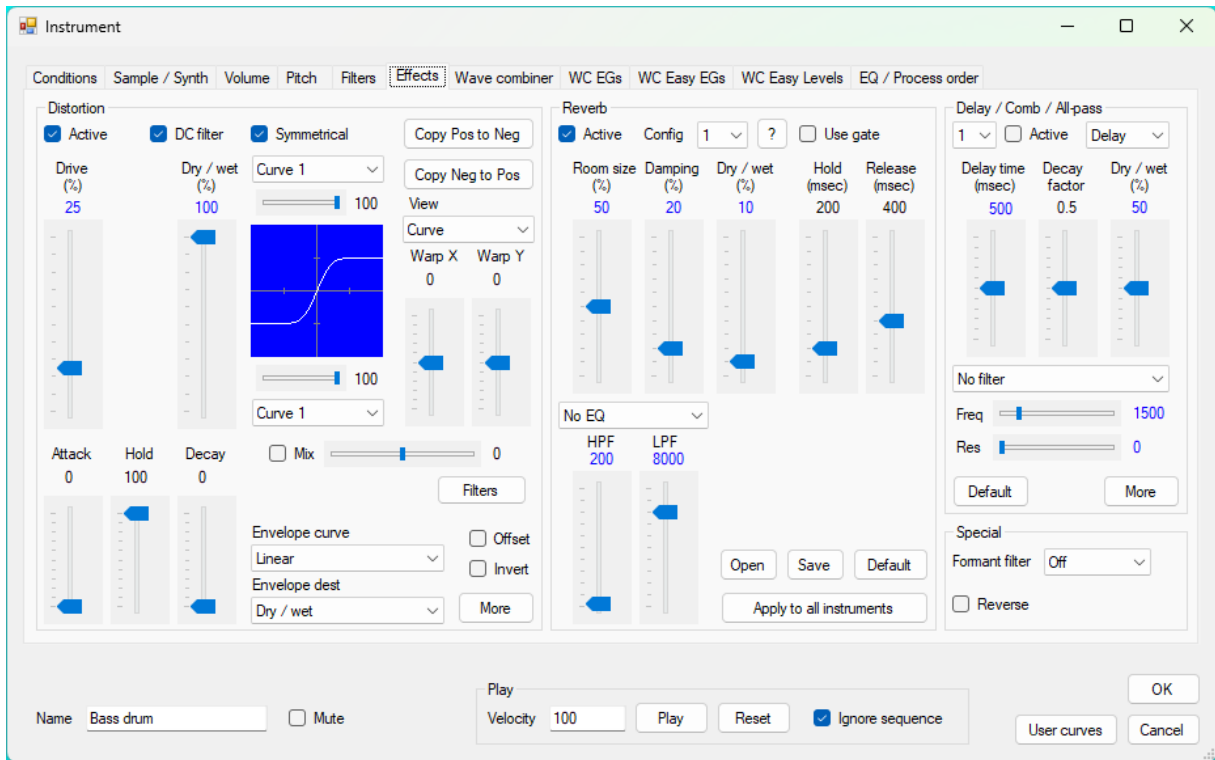 Instrument
Conditions Sample / Synth Volume Pitch Filters Effects Wave combiner WC EGs WC Easy EGs WC Easy Levels EQ / Process order
Distortion
Active DC filter Symmetrical Copy Pos to Neg
Drive (%) 25
Dry / wet (%) 100
Curve 1
100
Copy Neg to Pos
View
Curve
Warp X 0
Warp Y 0
100
Curve 1
Mix 0
Attack 0
Hold 100
Decay 0
Filters
Envelope curve
Linear
Envelope dest
Dry / wet
Offset
Invert
More
Reverb
Active Config 1 ? Use gate
Room size (%) 50
Damping (%) 20
Dry / wet (%) 10
Hold (msec) 200
Release (msec) 400
No EQ
HPF 200
LPF 8000
Open Save Default
Apply to all instruments
Delay / Comb / All-pass
1 Active Delay
Delay time (msec) 500
Decay factor 0.5
Dry / wet (%) 50
No filter
Freq 1500
Res 0
Default More
Special
Formant filter Off
Reverse
Name Bass drum Mute
Play
Velocity 100 Play Reset Ignore sequence
OK
User curves Cancel